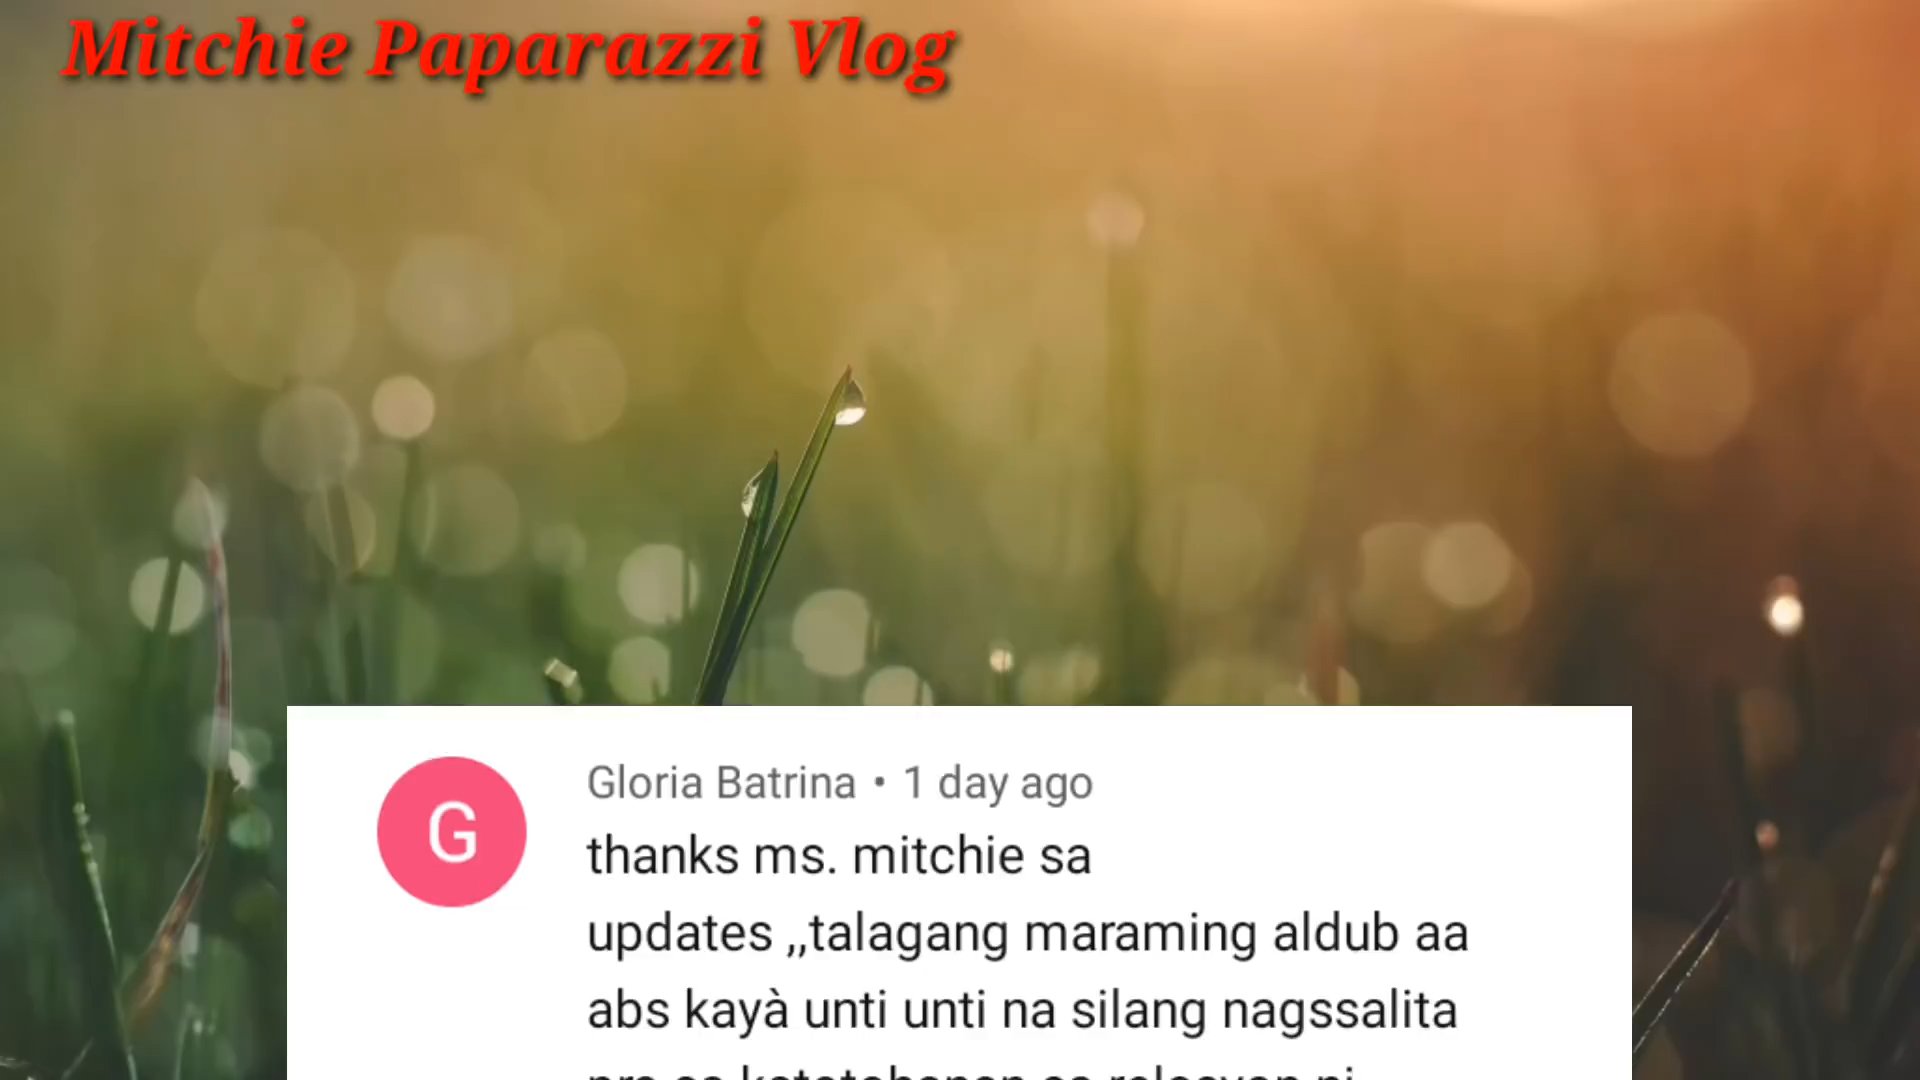 Mitchie Paparazzi Vlog
G
Gloria Batrina • 1 day ago
thanks ms. mitchie sa
updates ,,talagang maraming aldub aa
abs kayà unti unti na silang nagssalita